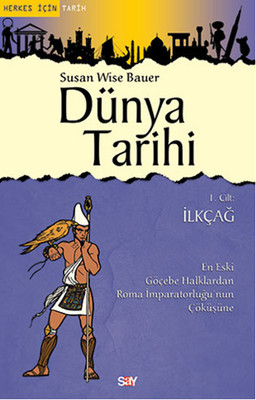 HERKES İÇİN TARİH
Susan Wise Bauer
Dünya
Tarihi
1. Cilt:
İLKÇAĞ
En Eski
Göçebe Halklardan
Roma İmparatorluğu'nun
Çöküşüne
SAY